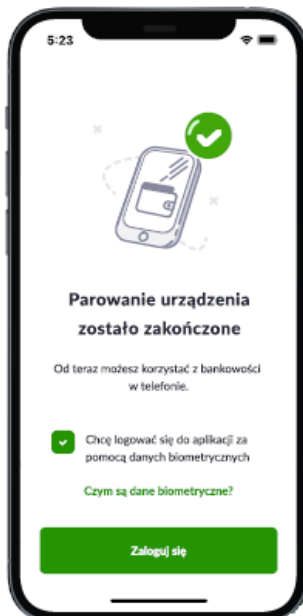 5:23
Parowanie urządzenia
zostało zakończone
Od teraz możesz korzystać z bankowości
w telefonie.
Chcę logować się do aplikacji za
pomocą danych biometrycznych
Czym są dane biometryczne?
Zaloguj się